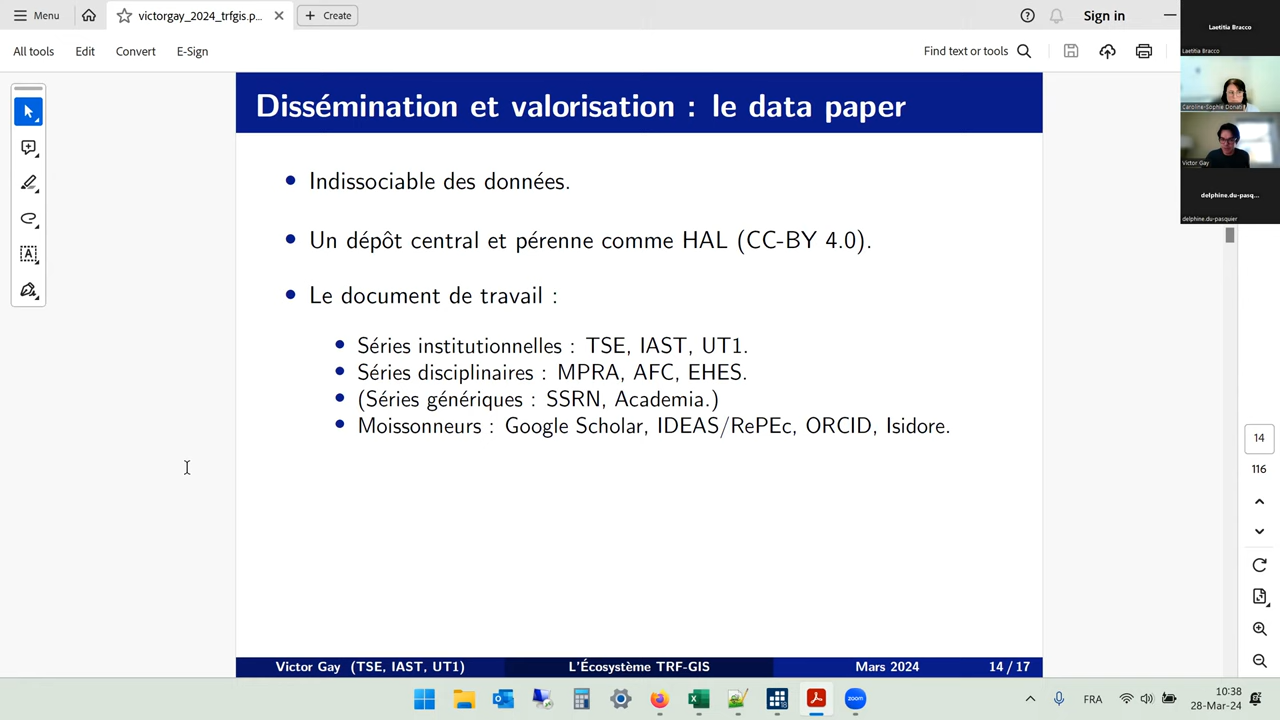 Menu
victorgay_2024_trfgis.p...
Create
Sign in
All tools
Edit
Convert
E-Sign
Find text or tools
Laetitia Bracco
Laetitia Bracco
Caroline-Sophie Donati
Victor Gay
delphine.du-pasq...
delphine.du-pasquier
Dissémination et valorisation : le data paper
Indissociable des données.
Un dépôt central et pérenne comme HAL (CC-BY 4.0).
Le document de travail :
Séries institutionnelles : TSE, IAST, UT1.
Séries disciplinaires : MPRA, AFC, EHES.
(Séries génériques : SSRN, Academia.)
Moissonneurs : Google Scholar, IDEAS/RePEc, ORCID, Isidore.
14
116
Victor Gay (TSE, IAST, UT1)
L'Écosystème TRF-GIS
Mars 2024
14 / 17
zoom
FRA
10:38
28-Mar-24